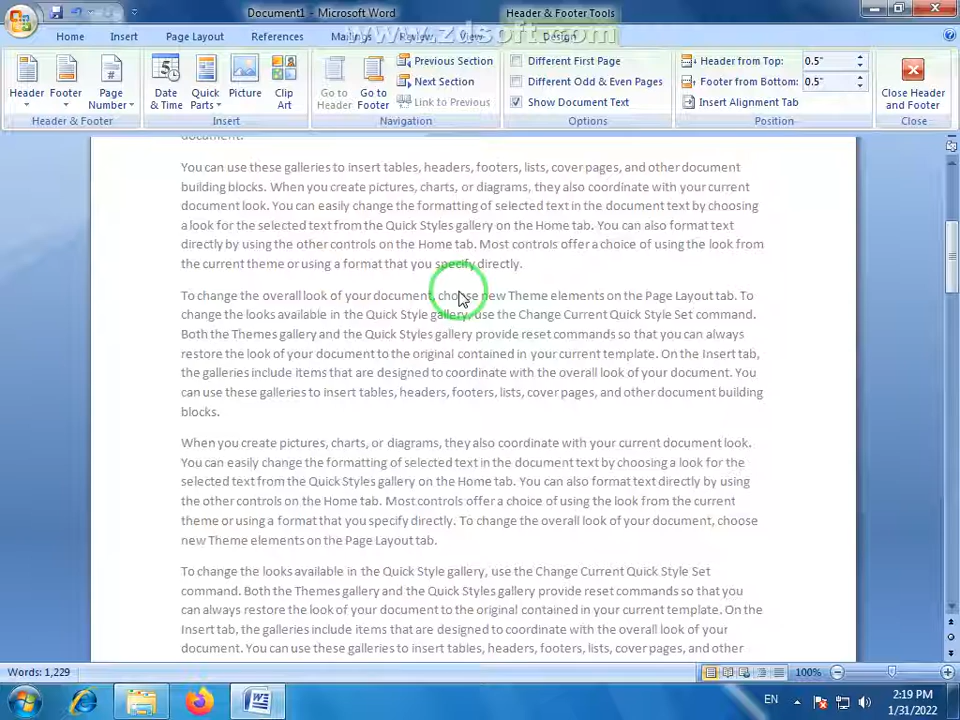 Document1 - Microsoft Word
Header & Footer Tools
www.zdsoft.com
Home Insert Page Layout References Mailings Review View Design
Header Footer Page Number Date & Time Quick Parts Picture Clip Art Go to Header Go to Footer Previous Section Different First Page Header from Top: 0.5" Close Header and Footer
Next Section Different Odd & Even Pages Footer from Bottom: 0.5"
Link to Previous Show Document Text Insert Alignment Tab
Header & Footer Insert Navigation Options Position Close
document.
You can use these galleries to insert tables, headers, footers, lists, cover pages, and other document
building blocks. When you create pictures, charts, or diagrams, they also coordinate with your current
document look. You can easily change the formatting of selected text in the document text by choosing
a look for the selected text from the Quick Styles gallery on the Home tab. You can also format text
directly by using the other controls on the Home tab. Most controls offer a choice of using the look from
the current theme or using a format that you specify directly.
To change the overall look of your document, choose new Theme elements on the Page Layout tab. To
change the looks available in the Quick Style gallery, use the Change Current Quick Style Set command.
Both the Themes gallery and the Quick Styles gallery provide reset commands so that you can always
restore the look of your document to the original contained in your current template. On the Insert tab,
the galleries include items that are designed to coordinate with the overall look of your document. You
can use these galleries to insert tables, headers, footers, lists, cover pages, and other document building
blocks.
When you create pictures, charts, or diagrams, they also coordinate with your current document look.
You can easily change the formatting of selected text in the document text by choosing a look for the
selected text from the Quick Styles gallery on the Home tab. You can also format text directly by using
the other controls on the Home tab. Most controls offer a choice of using the look from the current
theme or using a format that you specify directly. To change the overall look of your document, choose
new Theme elements on the Page Layout tab.
To change the looks available in the Quick Style gallery, use the Change Current Quick Style Set
command. Both the Themes gallery and the Quick Styles gallery provide reset commands so that you
can always restore the look of your document to the original contained in your current template. On the
Insert tab, the galleries include items that are designed to coordinate with the overall look of your
document. You can use these galleries to insert tables, headers, footers, lists, cover pages, and other
Words: 1,229 100%
EN 2:19 PM
1/31/2022